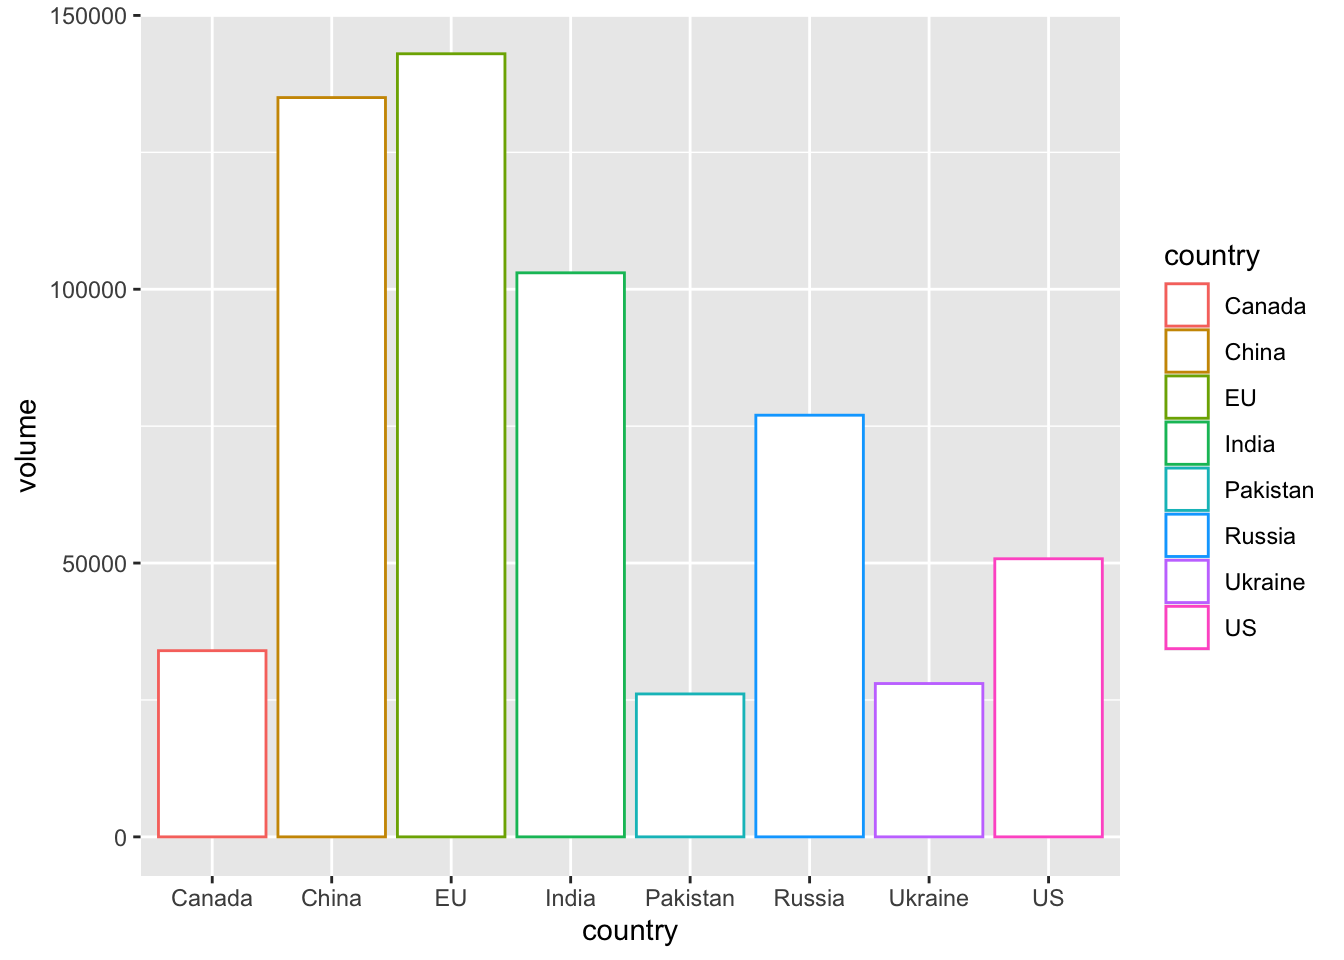 150000
100000
50000
0
volume
Canada China EU India Pakistan Russia Ukraine US
country
country
Canada
China
EU
India
Pakistan
Russia
Ukraine
US